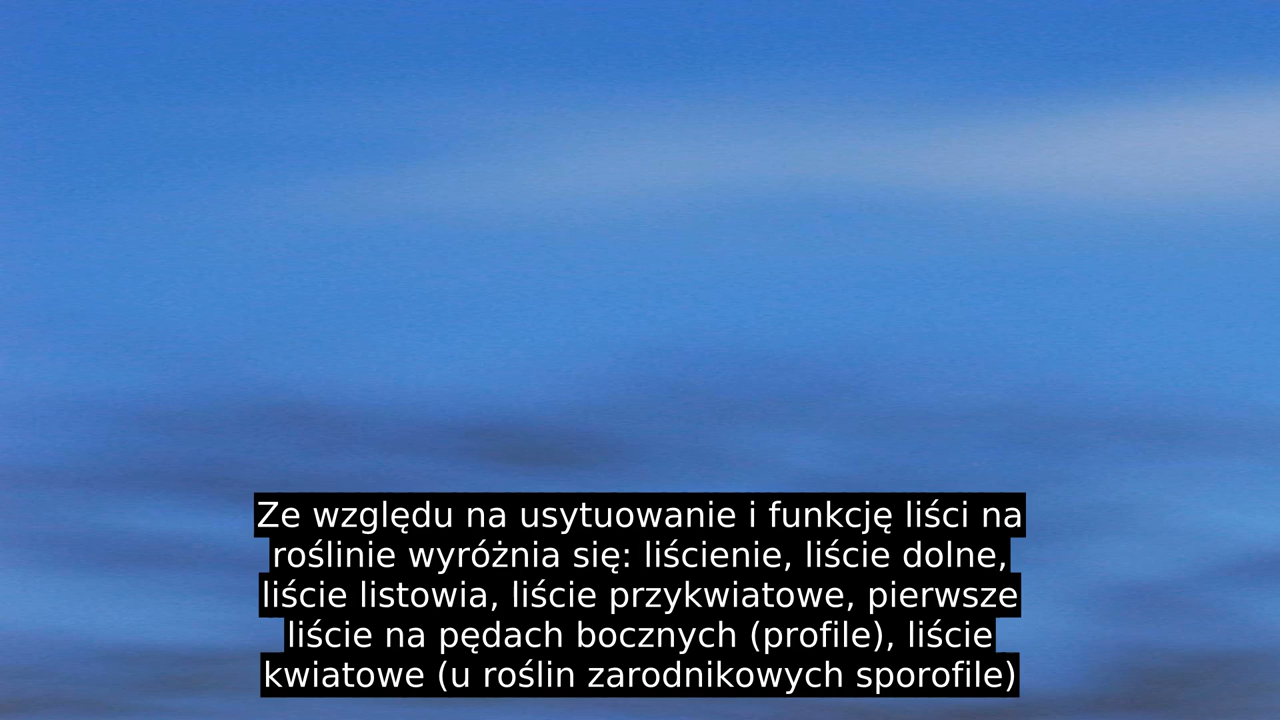 Ze względu na usytuowanie i funkcję liści na
roślinie wyróżnia się: liścienie, liście dolne,
liście listowia, liście przykwiatowe, pierwsze
liście na pędach bocznych (profile), liście
kwiatowe (u roślin zarodnikowych sporofile)